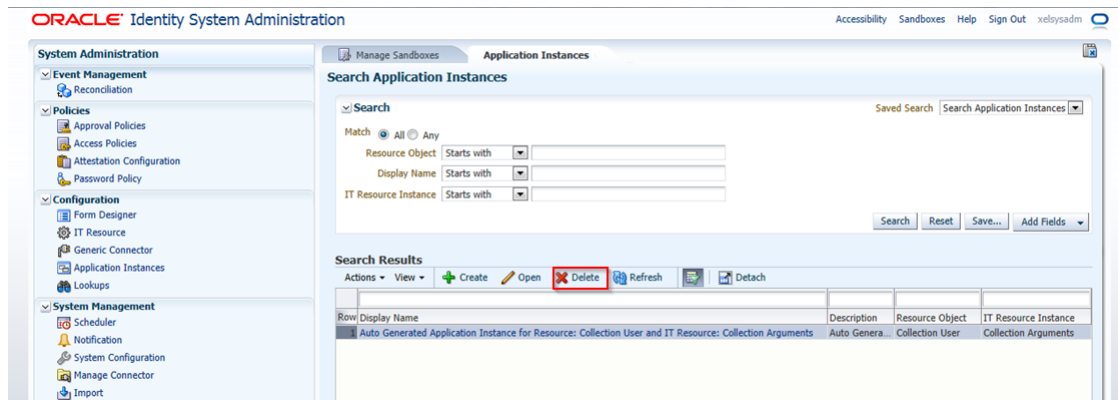 ORACLE Identity System Administration
Accessibility Sandboxes Help Sign Out xelsysadm
System Administration
Event Management
Reconciliation
Policies
Approval Policies
Access Policies
Attestation Configuration
Password Policy
Configuration
Form Designer
IT Resource
Generic Connector
Application Instances
Lookups
System Management
Scheduler
Notification
System Configuration
Manage Connector
Import
Manage Sandboxes Application Instances
Search Application Instances
Search
Saved Search Search Application Instances
Match All Any
Resource Object Starts with
Display Name Starts with
IT Resource Instance Starts with
Search Reset Save... Add Fields
Search Results
Actions View Create Open Delete Refresh Detach
Row Display Name Description Resource Object IT Resource Instance
1 Auto Generated Application Instance for Resource: Collection User and IT Resource: Collection Arguments Auto Genera... Collection User Collection Arguments